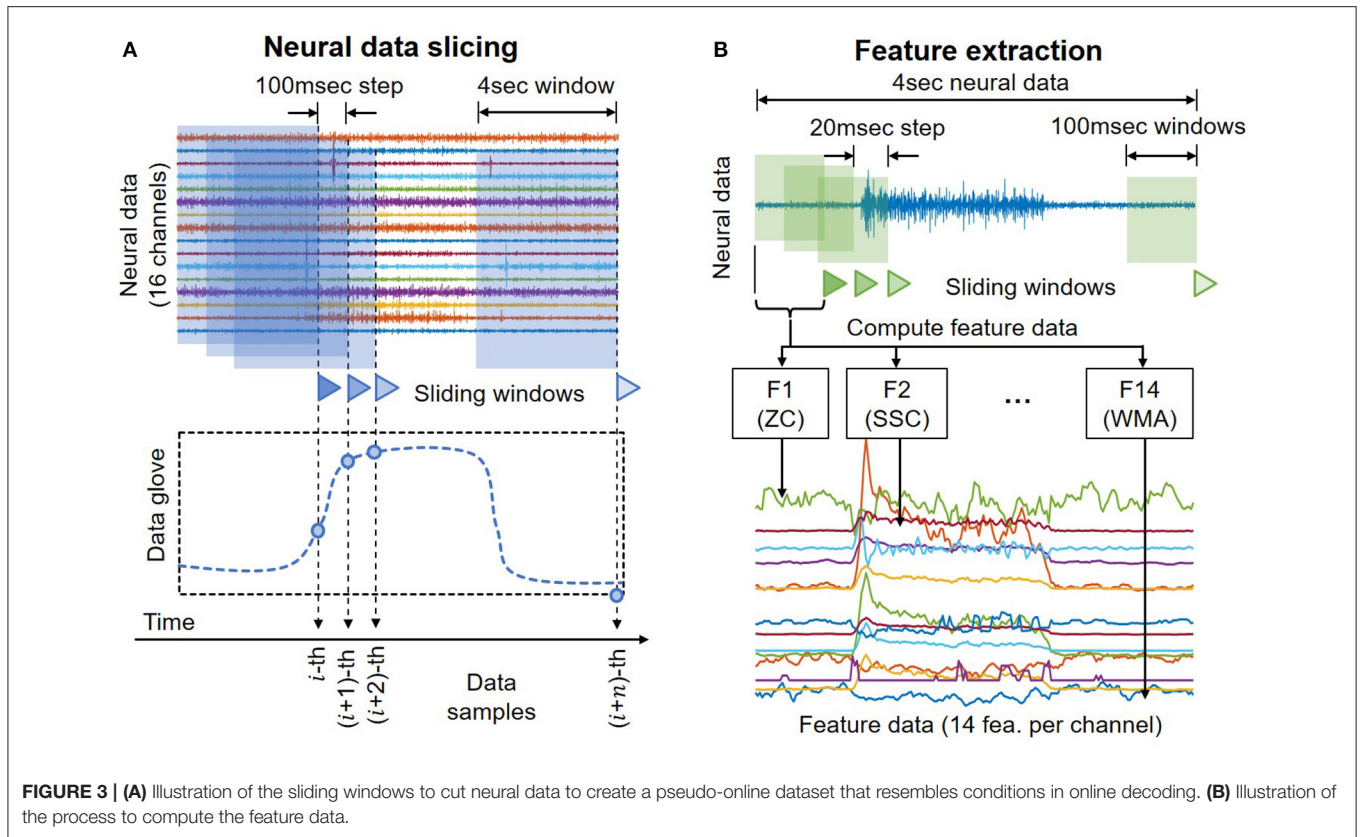 A
Neural data slicing
100msec step
4sec window
Neural data
(16 channels)
Sliding windows
Data glove
Time
i-th
(i+1)-th
(i+2)-th
Data
samples
(i+n)-th
B
Feature extraction
4sec neural data
20msec step
100msec windows
Neural data
Sliding windows
Compute feature data
F1
(ZC)
F2
(SSC)
...
F14
(WMA)
Feature data (14 fea. per channel)
FIGURE 3 | (A) Illustration of the sliding windows to cut neural data to create a pseudo-online dataset that resembles conditions in online decoding. (B) Illustration of
the process to compute the feature data.